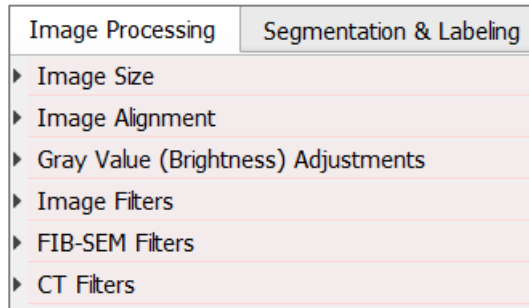 Image Processing Segmentation & Labeling
Image Size
Image Alignment
Gray Value (Brightness) Adjustments
Image Filters
FIB-SEM Filters
CT Filters